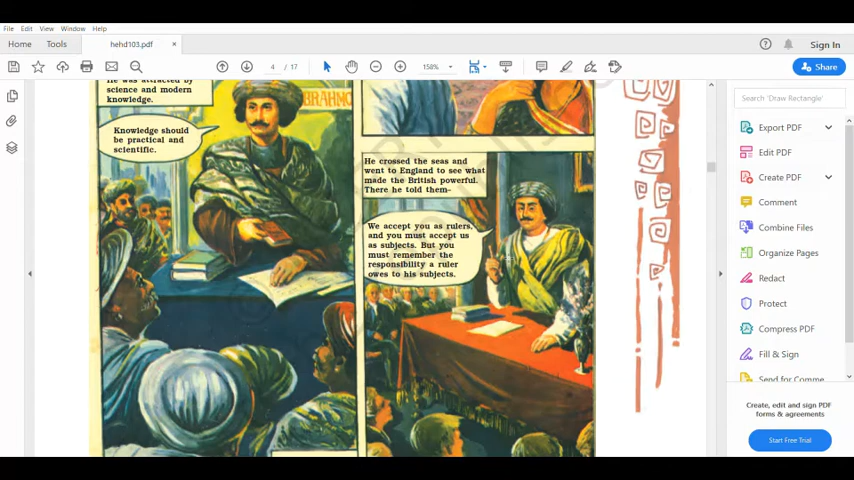 File Edit View Window Help
Home Tools hehd103.pdf × Sign In
4 / 17 158% Share
He was attracted by
science and modern
knowledge.
BRAHMO
Knowledge should
be practical and
scientific.
He crossed the seas and
went to England to see what
made the British powerful.
There he told them–
We accept you as rulers,
and you must accept us
as subjects. But you
must remember the
responsibility a ruler
owes to his subjects.
Search 'Draw Rectangle'
Export PDF
Edit PDF
Create PDF
Comment
Combine Files
Organize Pages
Redact
Protect
Compress PDF
Fill & Sign
Send for Comme
Create, edit and sign PDF
forms & agreements
Start Free Trial